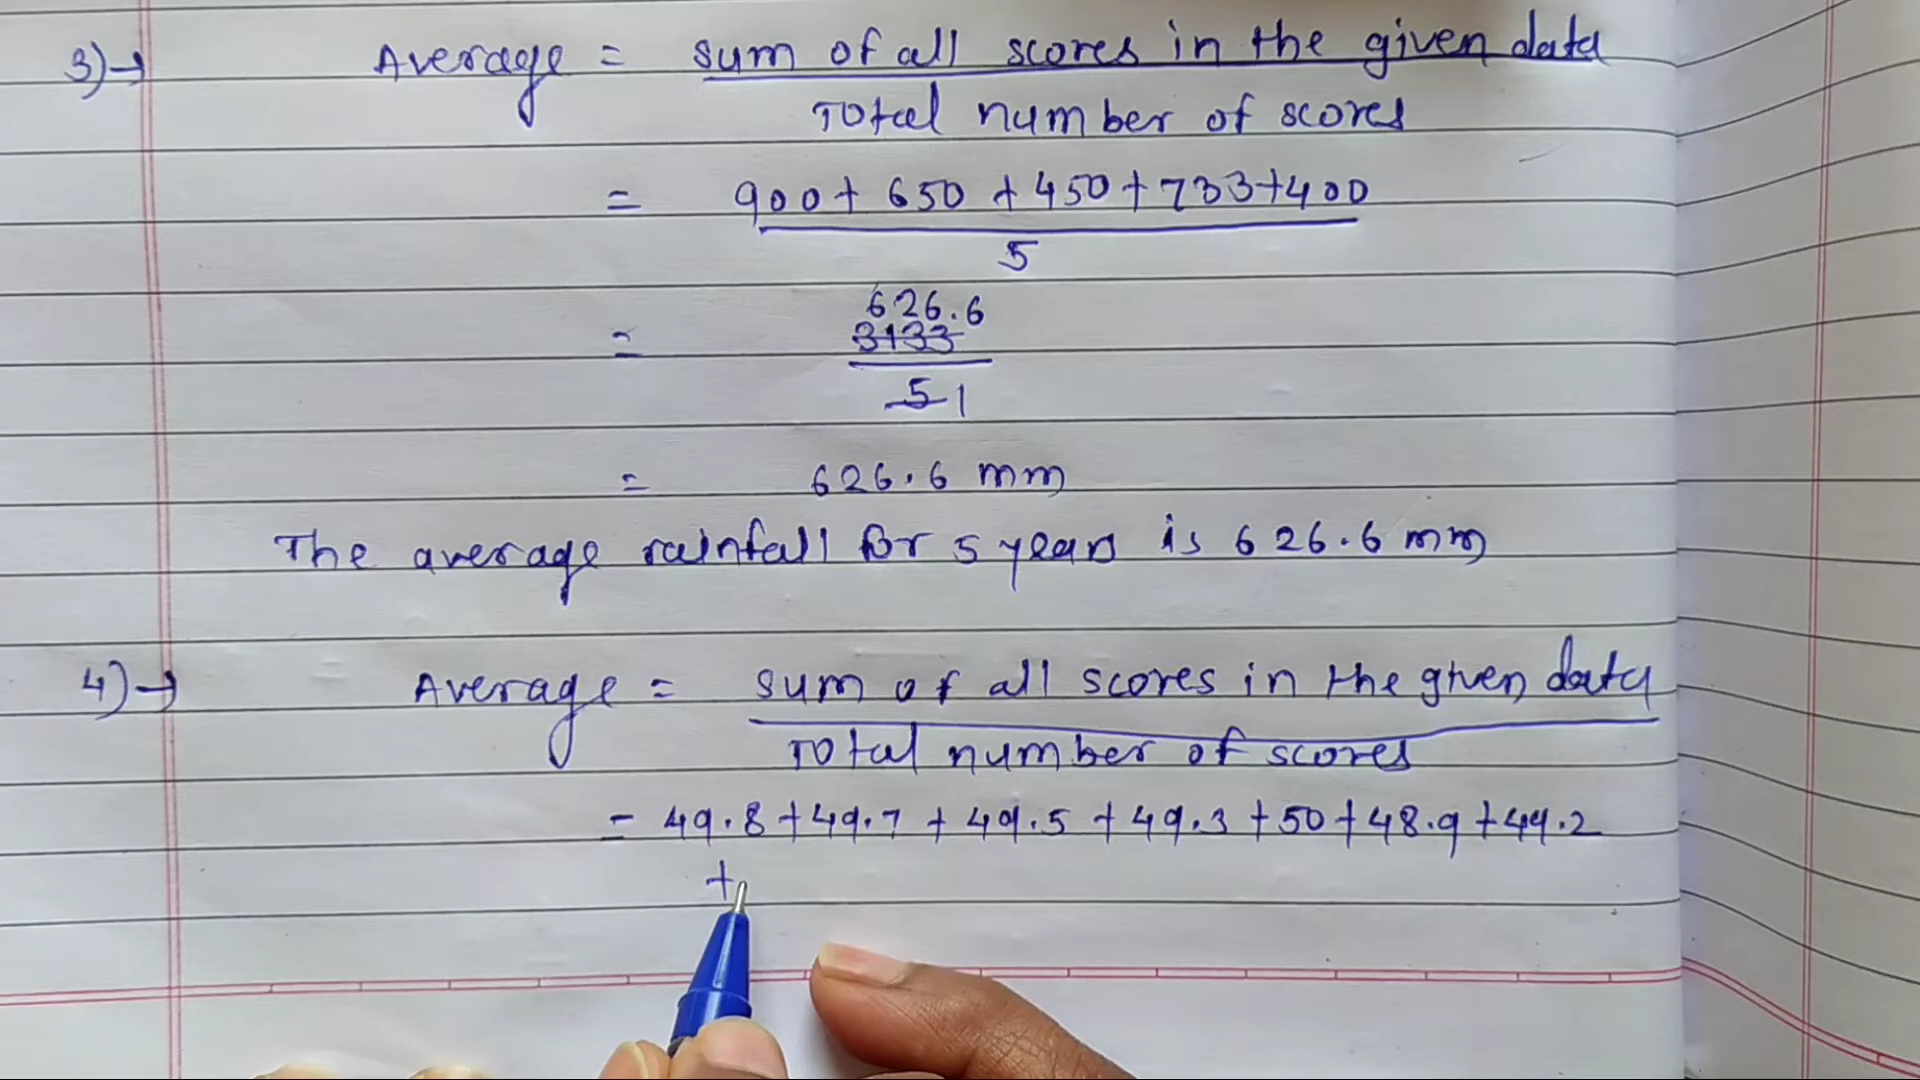 3)→ Average = sum of all scores in the given data
Total number of scores
= 900+ 650 + 450 + 733+400
5
626.6
= 3133
5 1
= 626.6 mm
The average rainfall for 5 years is 626.6 mm
4)→ Average = sum of all scores in the given data
Total number of scores
= 49.8+49.7 + 49.5 + 49.3 +50+48.9+49.2
+